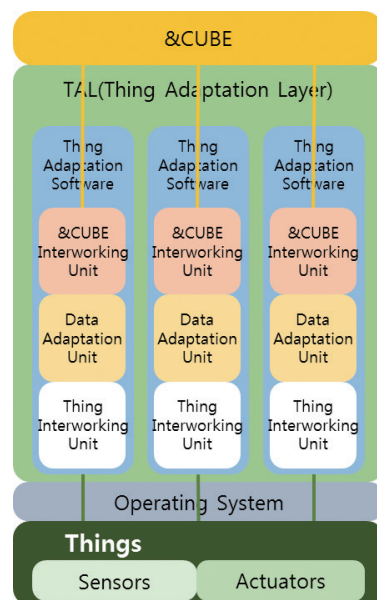 &CUBE
TAL(Thing Adaptation Layer)
Thing
Adaptation
Software
&CUBE
Interworking
Unit
Data
Adaptation
Unit
Thing
Interworking
Unit
Thing
Adaptation
Software
&CUBE
Interworking
Unit
Data
Adaptation
Unit
Thing
Interworking
Unit
Thing
Adaptation
Software
&CUBE
Interworking
Unit
Data
Adaptation
Unit
Thing
Interworking
Unit
Operating System
Things
Sensors
Actuators